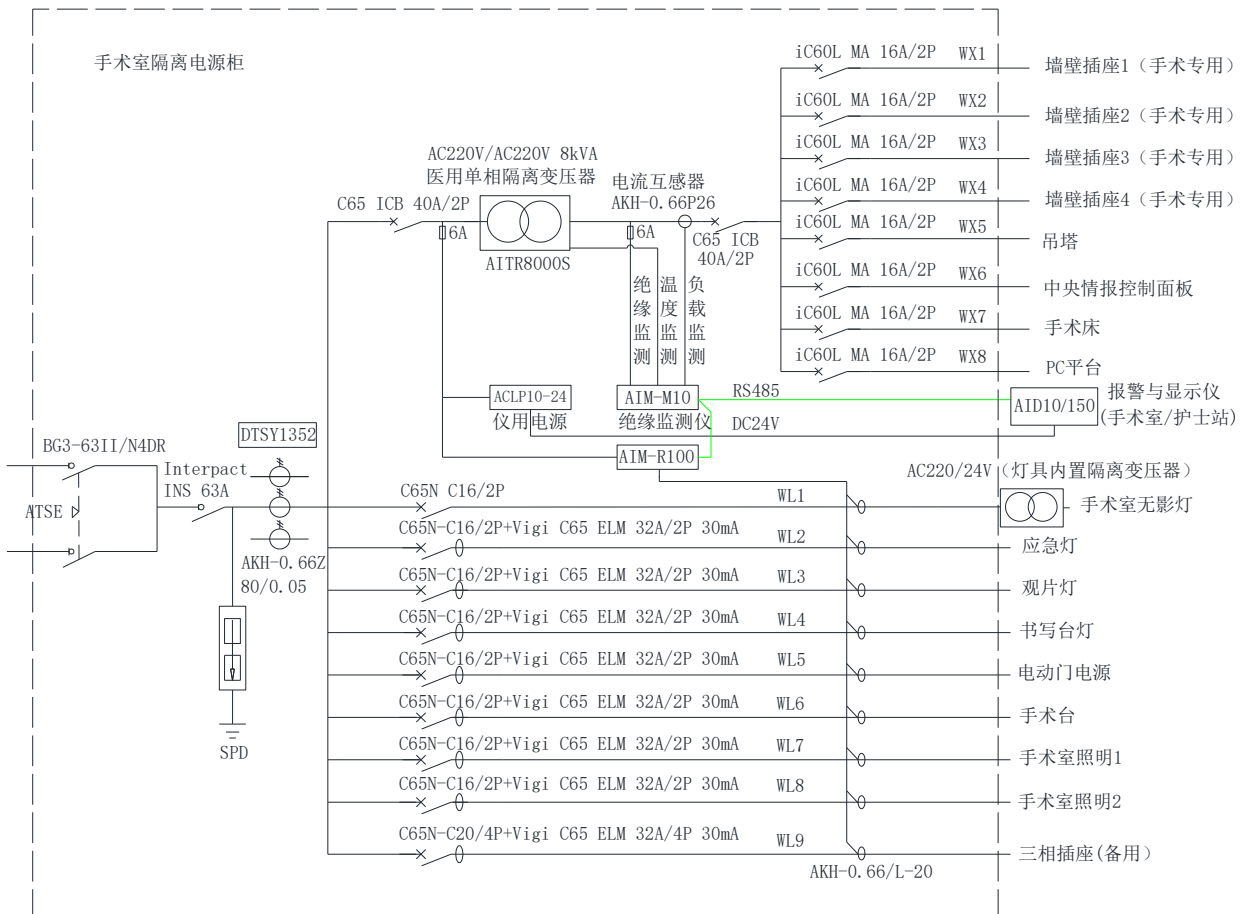 手术室隔离电源柜
iC60L MA 16A/2P WX1 墙壁插座1（手术专用）
iC60L MA 16A/2P WX2 墙壁插座2（手术专用）
iC60L MA 16A/2P WX3 墙壁插座3（手术专用）
iC60L MA 16A/2P WX4 墙壁插座4（手术专用）
iC60L MA 16A/2P WX5 吊塔
iC60L MA 16A/2P WX6 中央情报控制面板
iC60L MA 16A/2P WX7 手术床
iC60L MA 16A/2P WX8 PC平台
AC220V/AC220V 8kVA
医用单相隔离变压器
电流互感器
AKH-0.66P26
C65 ICB 40A/2P
6A
AITR8000S
6A
C65 ICB
40A/2P
绝缘监测
温度监测
负载监测
ACLP10-24
仪用电源
AIM-M10
绝缘监测仪
RS485
DC24V
AID10/150
报警与显示仪
(手术室/护士站)
AIM-R100
BG3-63II/N4DR
ATSE
Interpact
INS 63A
DTSY1352
AKH-0.66Z
80/0.05
SPD
AC220/24V（灯具内置隔离变压器）
C65N C16/2P WL1 手术室无影灯
C65N-C16/2P+Vigi C65 ELM 32A/2P 30mA WL2 应急灯
C65N-C16/2P+Vigi C65 ELM 32A/2P 30mA WL3 观片灯
C65N-C16/2P+Vigi C65 ELM 32A/2P 30mA WL4 书写台灯
C65N-C16/2P+Vigi C65 ELM 32A/2P 30mA WL5 电动门电源
C65N-C16/2P+Vigi C65 ELM 32A/2P 30mA WL6 手术台
C65N-C16/2P+Vigi C65 ELM 32A/2P 30mA WL7 手术室照明1
C65N-C16/2P+Vigi C65 ELM 32A/2P 30mA WL8 手术室照明2
C65N-C20/4P+Vigi C65 ELM 32A/4P 30mA WL9 三相插座(备用）
AKH-0.66/L-20